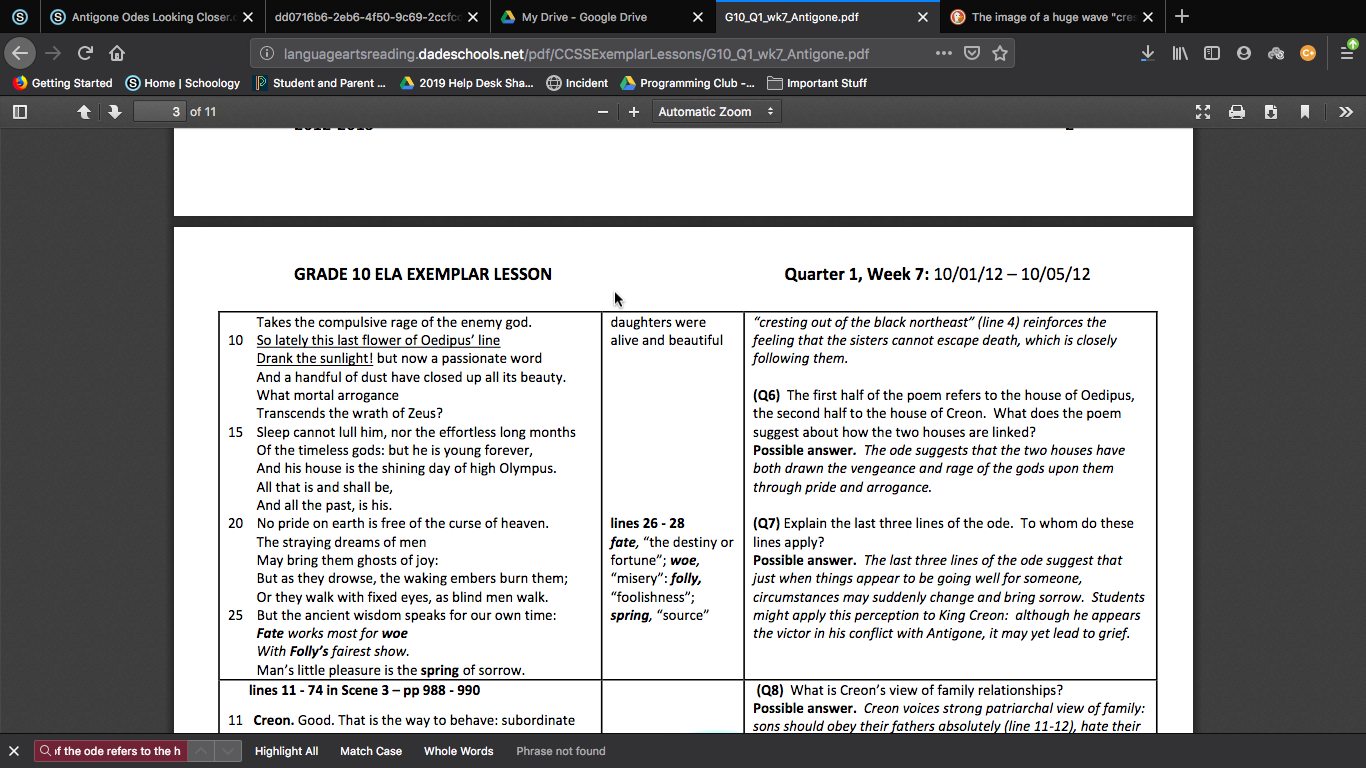 Antigone Odes Looking Closer.
dd0716b6-2eb6-4f50-9c69-2ccfc
My Drive - Google Drive
G10_Q1_wk7_Antigone.pdf
The image of a huge wave "cres
languageartsreading.dadeschools.net/pdf/CCSSExemplarLessons/G10_Q1_wk7_Antigone.pdf
Getting Started
Home | Schoology
Student and Parent ...
2019 Help Desk Sha...
Incident
Programming Club -...
Important Stuff
3 of 11
Automatic Zoom
2012-2013
2
GRADE 10 ELA EXEMPLAR LESSON
Quarter 1, Week 7: 10/01/12 – 10/05/12
Takes the compulsive rage of the enemy god.
10 So lately this last flower of Oedipus' line
Drank the sunlight! but now a passionate word
And a handful of dust have closed up all its beauty.
What mortal arrogance
Transcends the wrath of Zeus?
15 Sleep cannot lull him, nor the effortless long months
Of the timeless gods: but he is young forever,
And his house is the shining day of high Olympus.
All that is and shall be,
And all the past, is his.
20 No pride on earth is free of the curse of heaven.
The straying dreams of men
May bring them ghosts of joy:
But as they drowse, the waking embers burn them;
Or they walk with fixed eyes, as blind men walk.
25 But the ancient wisdom speaks for our own time:
Fate works most for woe
With Folly's fairest show.
Man's little pleasure is the spring of sorrow.
daughters were
alive and beautiful
lines 26 - 28
fate, "the destiny or
fortune"; woe,
"misery": folly,
"foolishness";
spring, "source"
"cresting out of the black northeast" (line 4) reinforces the
feeling that the sisters cannot escape death, which is closely
following them.
(Q6) The first half of the poem refers to the house of Oedipus,
the second half to the house of Creon. What does the poem
suggest about how the two houses are linked?
Possible answer. The ode suggests that the two houses have
both drawn the vengeance and rage of the gods upon them
through pride and arrogance.
(Q7) Explain the last three lines of the ode. To whom do these
lines apply?
Possible answer. The last three lines of the ode suggest that
just when things appear to be going well for someone,
circumstances may suddenly change and bring sorrow. Students
might apply this perception to King Creon: although he appears
the victor in his conflict with Antigone, it may yet lead to grief.
lines 11 - 74 in Scene 3 – pp 988 - 990
11 Creon. Good. That is the way to behave: subordinate
(Q8) What is Creon's view of family relationships?
Possible answer. Creon voices strong patriarchal view of family:
sons should obey their fathers absolutely (line 11-12), hate their
f the ode refers to the h
Highlight All
Match Case
Whole Words
Phrase not found